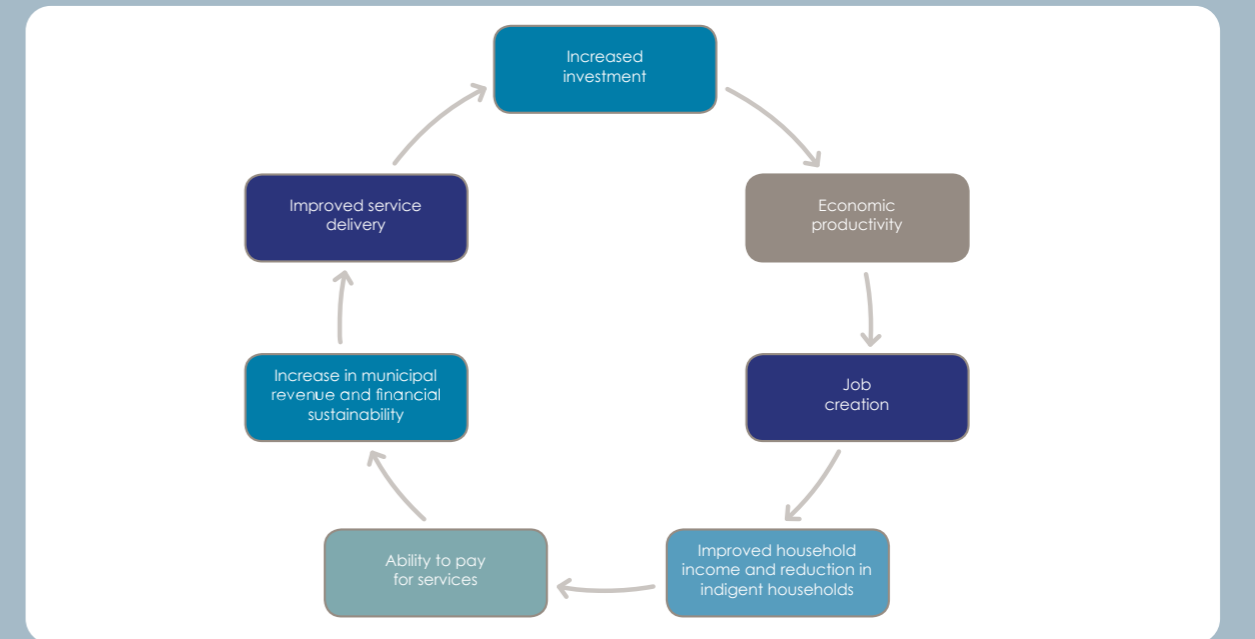 Increased
investment
Economic
productivity
Job
creation
Improved household
income and reduction in
indigent households
Ability to pay
for services
Increase in municipal
revenue and financial
sustainability
Improved service
delivery